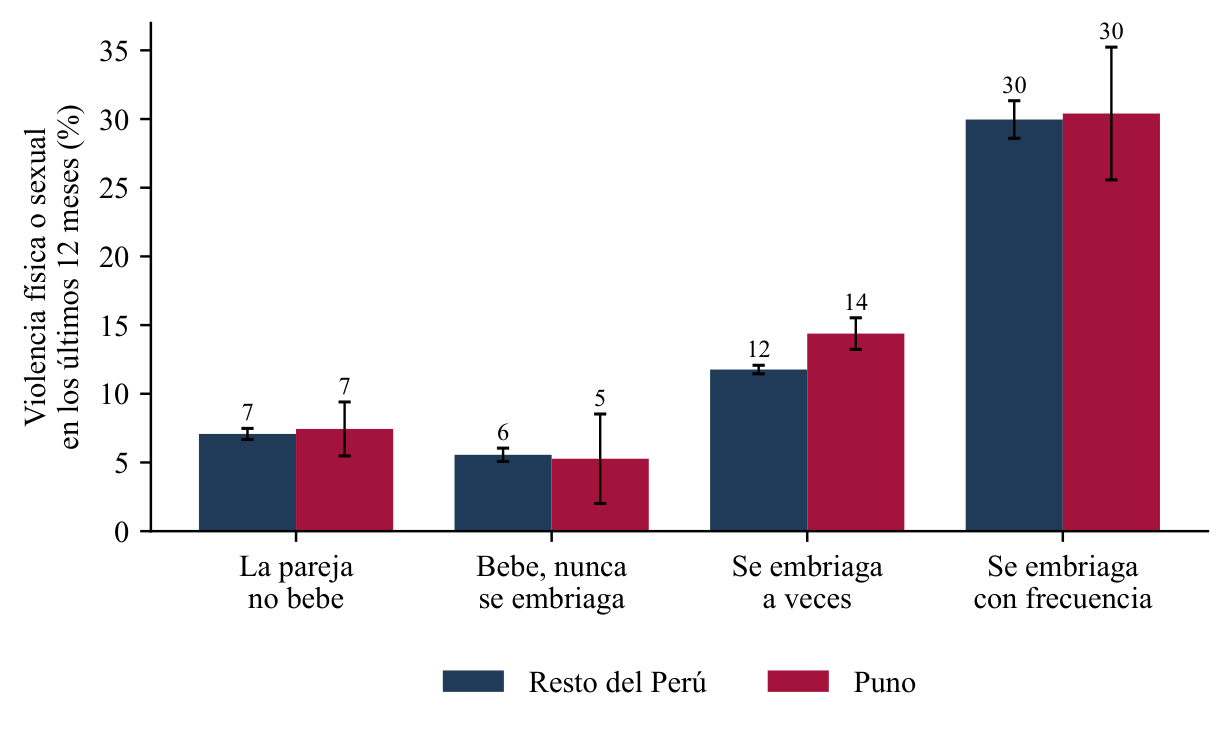 Violencia física o sexual
en los últimos 12 meses (%)
35
30
25
20
15
10
5
0
7
7
6
5
12
14
30
30
La pareja
no bebe
Bebe, nunca
se embriaga
Se embriaga
a veces
Se embriaga
con frecuencia
Resto del Perú
Puno